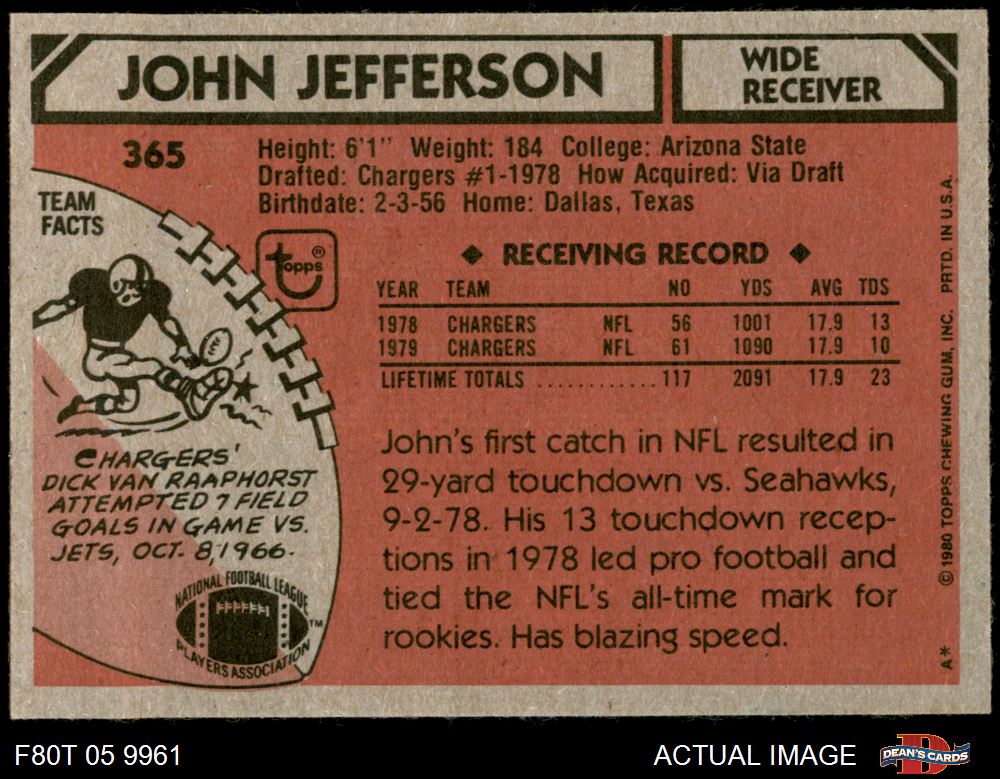 JOHN JEFFERSON
WIDE
RECEIVER
365
Height: 6'1" Weight: 184 College: Arizona State
Drafted: Chargers #1-1978 How Acquired: Via Draft
Birthdate: 2-3-56 Home: Dallas, Texas
TEAM
FACTS
topps®
◆ RECEIVING RECORD ◆
YEAR TEAM NO YDS AVG TDS
1978 CHARGERS NFL 56 1001 17.9 13
1979 CHARGERS NFL 61 1090 17.9 10
LIFETIME TOTALS ............ 117 2091 17.9 23
CHARGERS'
DICK VAN RAAPHORST
ATTEMPTED 7 FIELD
GOALS IN GAME VS.
JETS, OCT. 8, 1966.
John's first catch in NFL resulted in
29-yard touchdown vs. Seahawks,
9-2-78. His 13 touchdown recep-
tions in 1978 led pro football and
tied the NFL's all-time mark for
rookies. Has blazing speed.
NATIONAL FOOTBALL LEAGUE
PLAYERS ASSOCIATION
TM
A* © 1980 TOPPS CHEWING GUM, INC. PRTD. IN U.S.A.
F80T 05 9961
ACTUAL IMAGE
D
DEAN'S CARDS